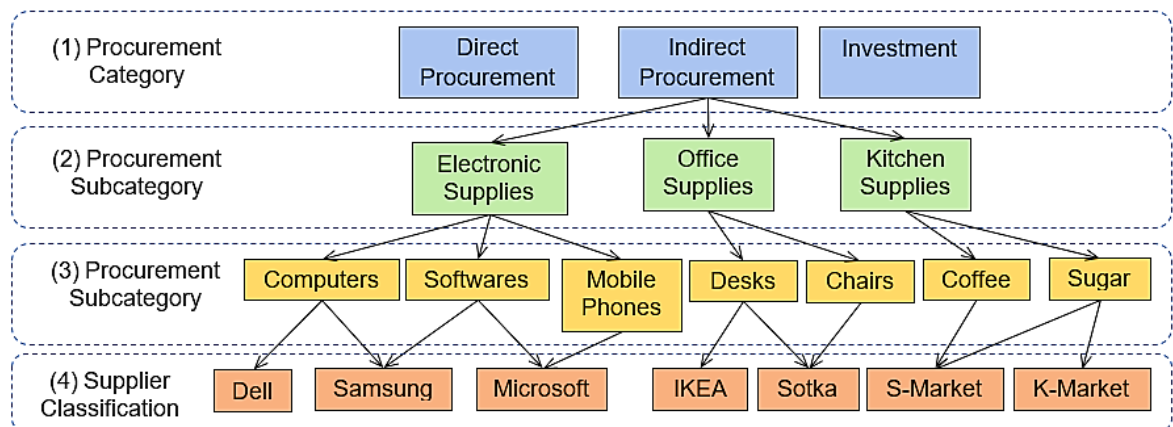 (1) Procurement
Category
Direct
Procurement
Indirect
Procurement
Investment
(2) Procurement
Subcategory
Electronic
Supplies
Office
Supplies
Kitchen
Supplies
(3) Procurement
Subcategory
Computers
Softwares
Mobile
Phones
Desks
Chairs
Coffee
Sugar
(4) Supplier
Classification
Dell
Samsung
Microsoft
IKEA
Sotka
S-Market
K-Market